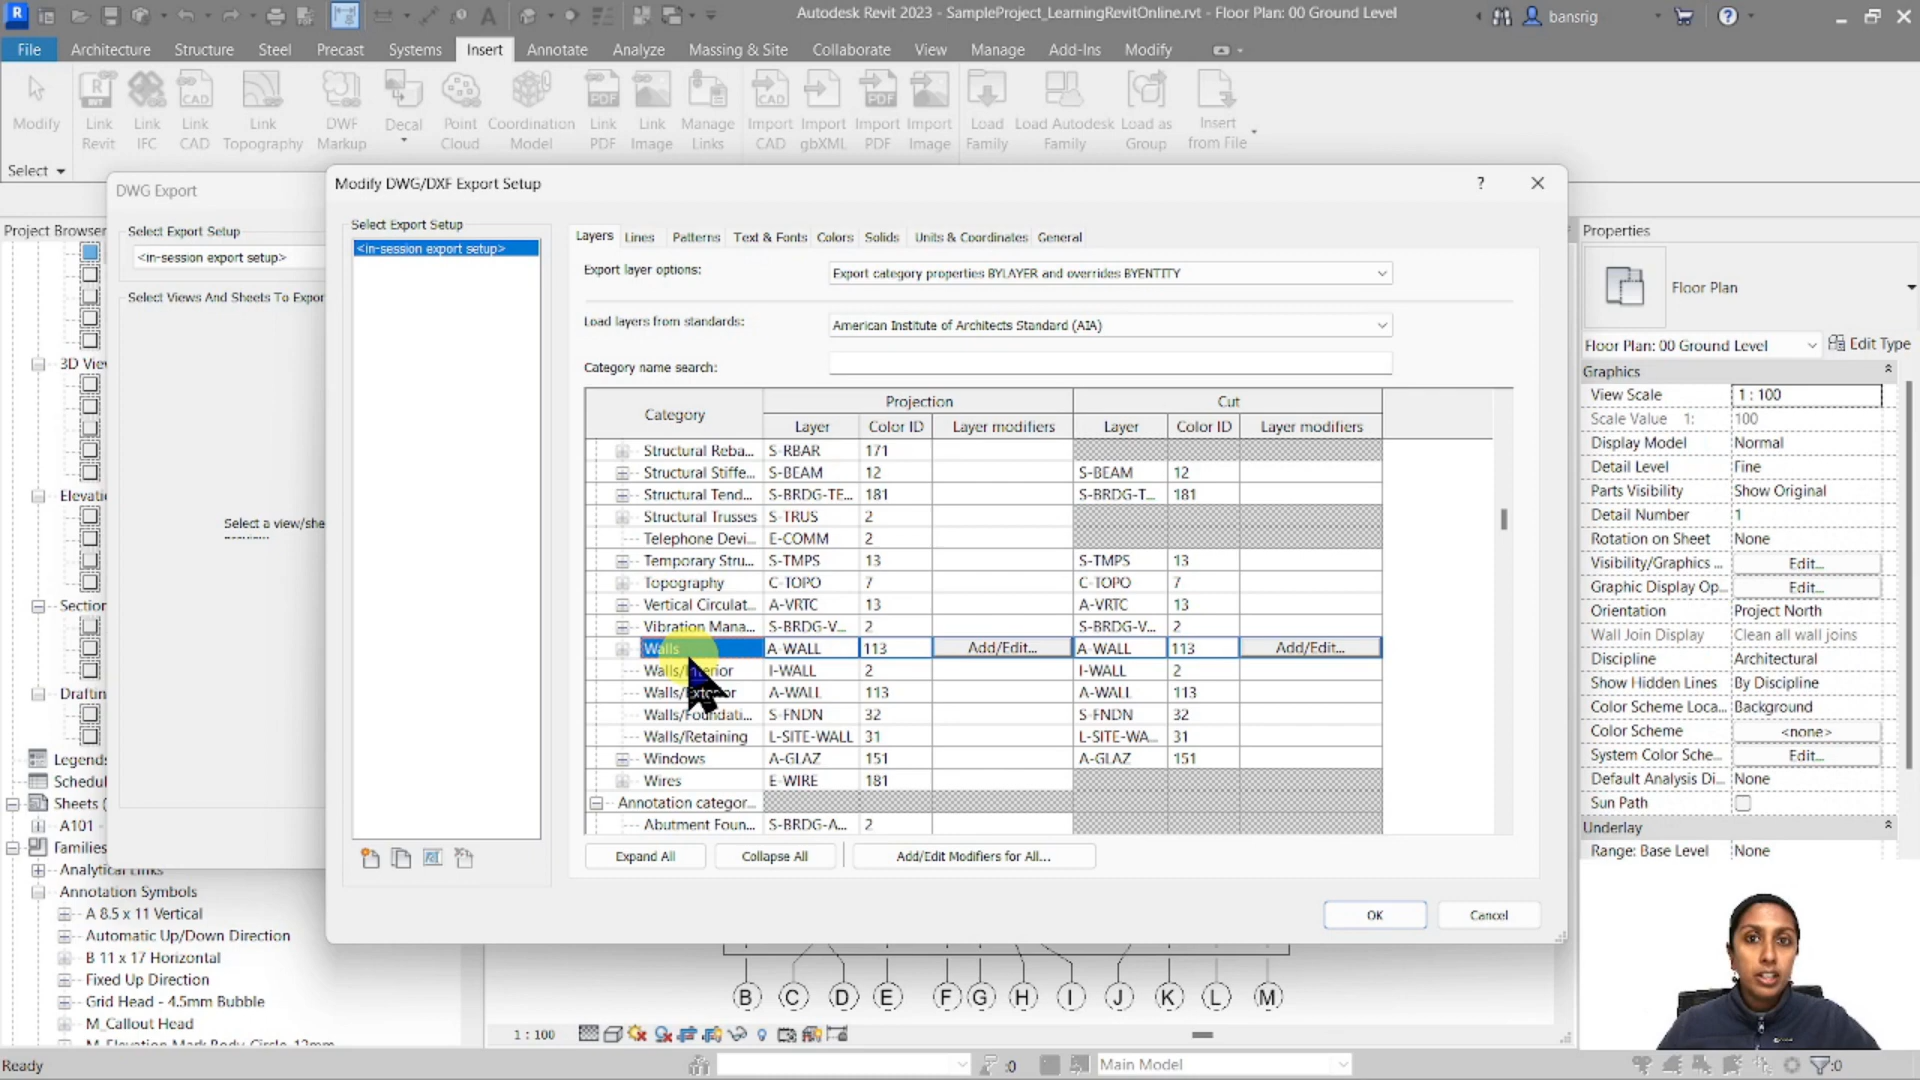 Autodesk Revit 2023 - SampleProject_LearningRevitOnline.rvt - Floor Plan: 00 Ground Level
bansrig
File Architecture Structure Steel Precast Systems Insert Annotate Analyze Massing & Site Collaborate View Manage Add-Ins Modify
Modify
Link Revit
Link IFC
Link CAD
Link Topography
DWF Markup
Decal
Point Cloud
Coordination Model
Link PDF
Link Image
Manage Links
Import CAD
Import gbXML
Import PDF
Import Image
Load Family
Load Autodesk Family
Load as Group
Insert from File
Select
Project Browser
3D Vie
Elevati
Section
Drafti
Legend
Schedul
Sheets (
A101 -
Families
Analytical Links
Annotation Symbols
A 8.5 x 11 Vertical
Automatic Up/Down Direction
B 11 x 17 Horizontal
Fixed Up Direction
Grid Head - 4.5mm Bubble
M_Callout Head
M_Elevation Mark Body_Circle_12mm
DWG Export
Select Export Setup
<in-session export setup>
Select Views And Sheets To Expor
Select a view/she
Modify DWG/DXF Export Setup
Select Export Setup
<in-session export setup>
Layers Lines Patterns Text & Fonts Colors Solids Units & Coordinates General
Export layer options: Export category properties BYLAYER and overrides BYENTITY
Load layers from standards: American Institute of Architects Standard (AIA)
Category name search:
Category Projection Cut
Layer Color ID Layer modifiers Layer Color ID Layer modifiers
Structural Reba... S-RBAR 171
Structural Stiffe... S-BEAM 12 S-BEAM 12
Structural Tend... S-BRDG-TE... 181 S-BRDG-T... 181
Structural Trusses S-TRUS 2
Telephone Devi... E-COMM 2
Temporary Stru... S-TMPS 13 S-TMPS 13
Topography C-TOPO 7 C-TOPO 7
Vertical Circulat... A-VRTC 13 A-VRTC 13
Vibration Mana... S-BRDG-V... 2 S-BRDG-V... 2
Walls A-WALL 113 Add/Edit... A-WALL 113 Add/Edit...
Walls/Interior I-WALL 2 I-WALL 2
Walls/Exterior A-WALL 113 A-WALL 113
Walls/Foundati... S-FNDN 32 S-FNDN 32
Walls/Retaining L-SITE-WALL 31 L-SITE-WA... 31
Windows A-GLAZ 151 A-GLAZ 151
Wires E-WIRE 181
Annotation categor...
Abutment Foun... S-BRDG-A... 2
Expand All Collapse All Add/Edit Modifiers for All...
OK Cancel
B C D E F G H I J K L M
1 : 100
Properties
Floor Plan
Floor Plan: 00 Ground Level Edit Type
Graphics
View Scale 1 : 100
Scale Value 1: 100
Display Model Normal
Detail Level Fine
Parts Visibility Show Original
Detail Number 1
Rotation on Sheet None
Visibility/Graphics ... Edit...
Graphic Display Op... Edit...
Orientation Project North
Wall Join Display Clean all wall joins
Discipline Architectural
Show Hidden Lines By Discipline
Color Scheme Loca... Background
Color Scheme <none>
System Color Sche... Edit...
Default Analysis Di... None
Sun Path
Underlay
Range: Base Level None
Ready
:0
Main Model
:0